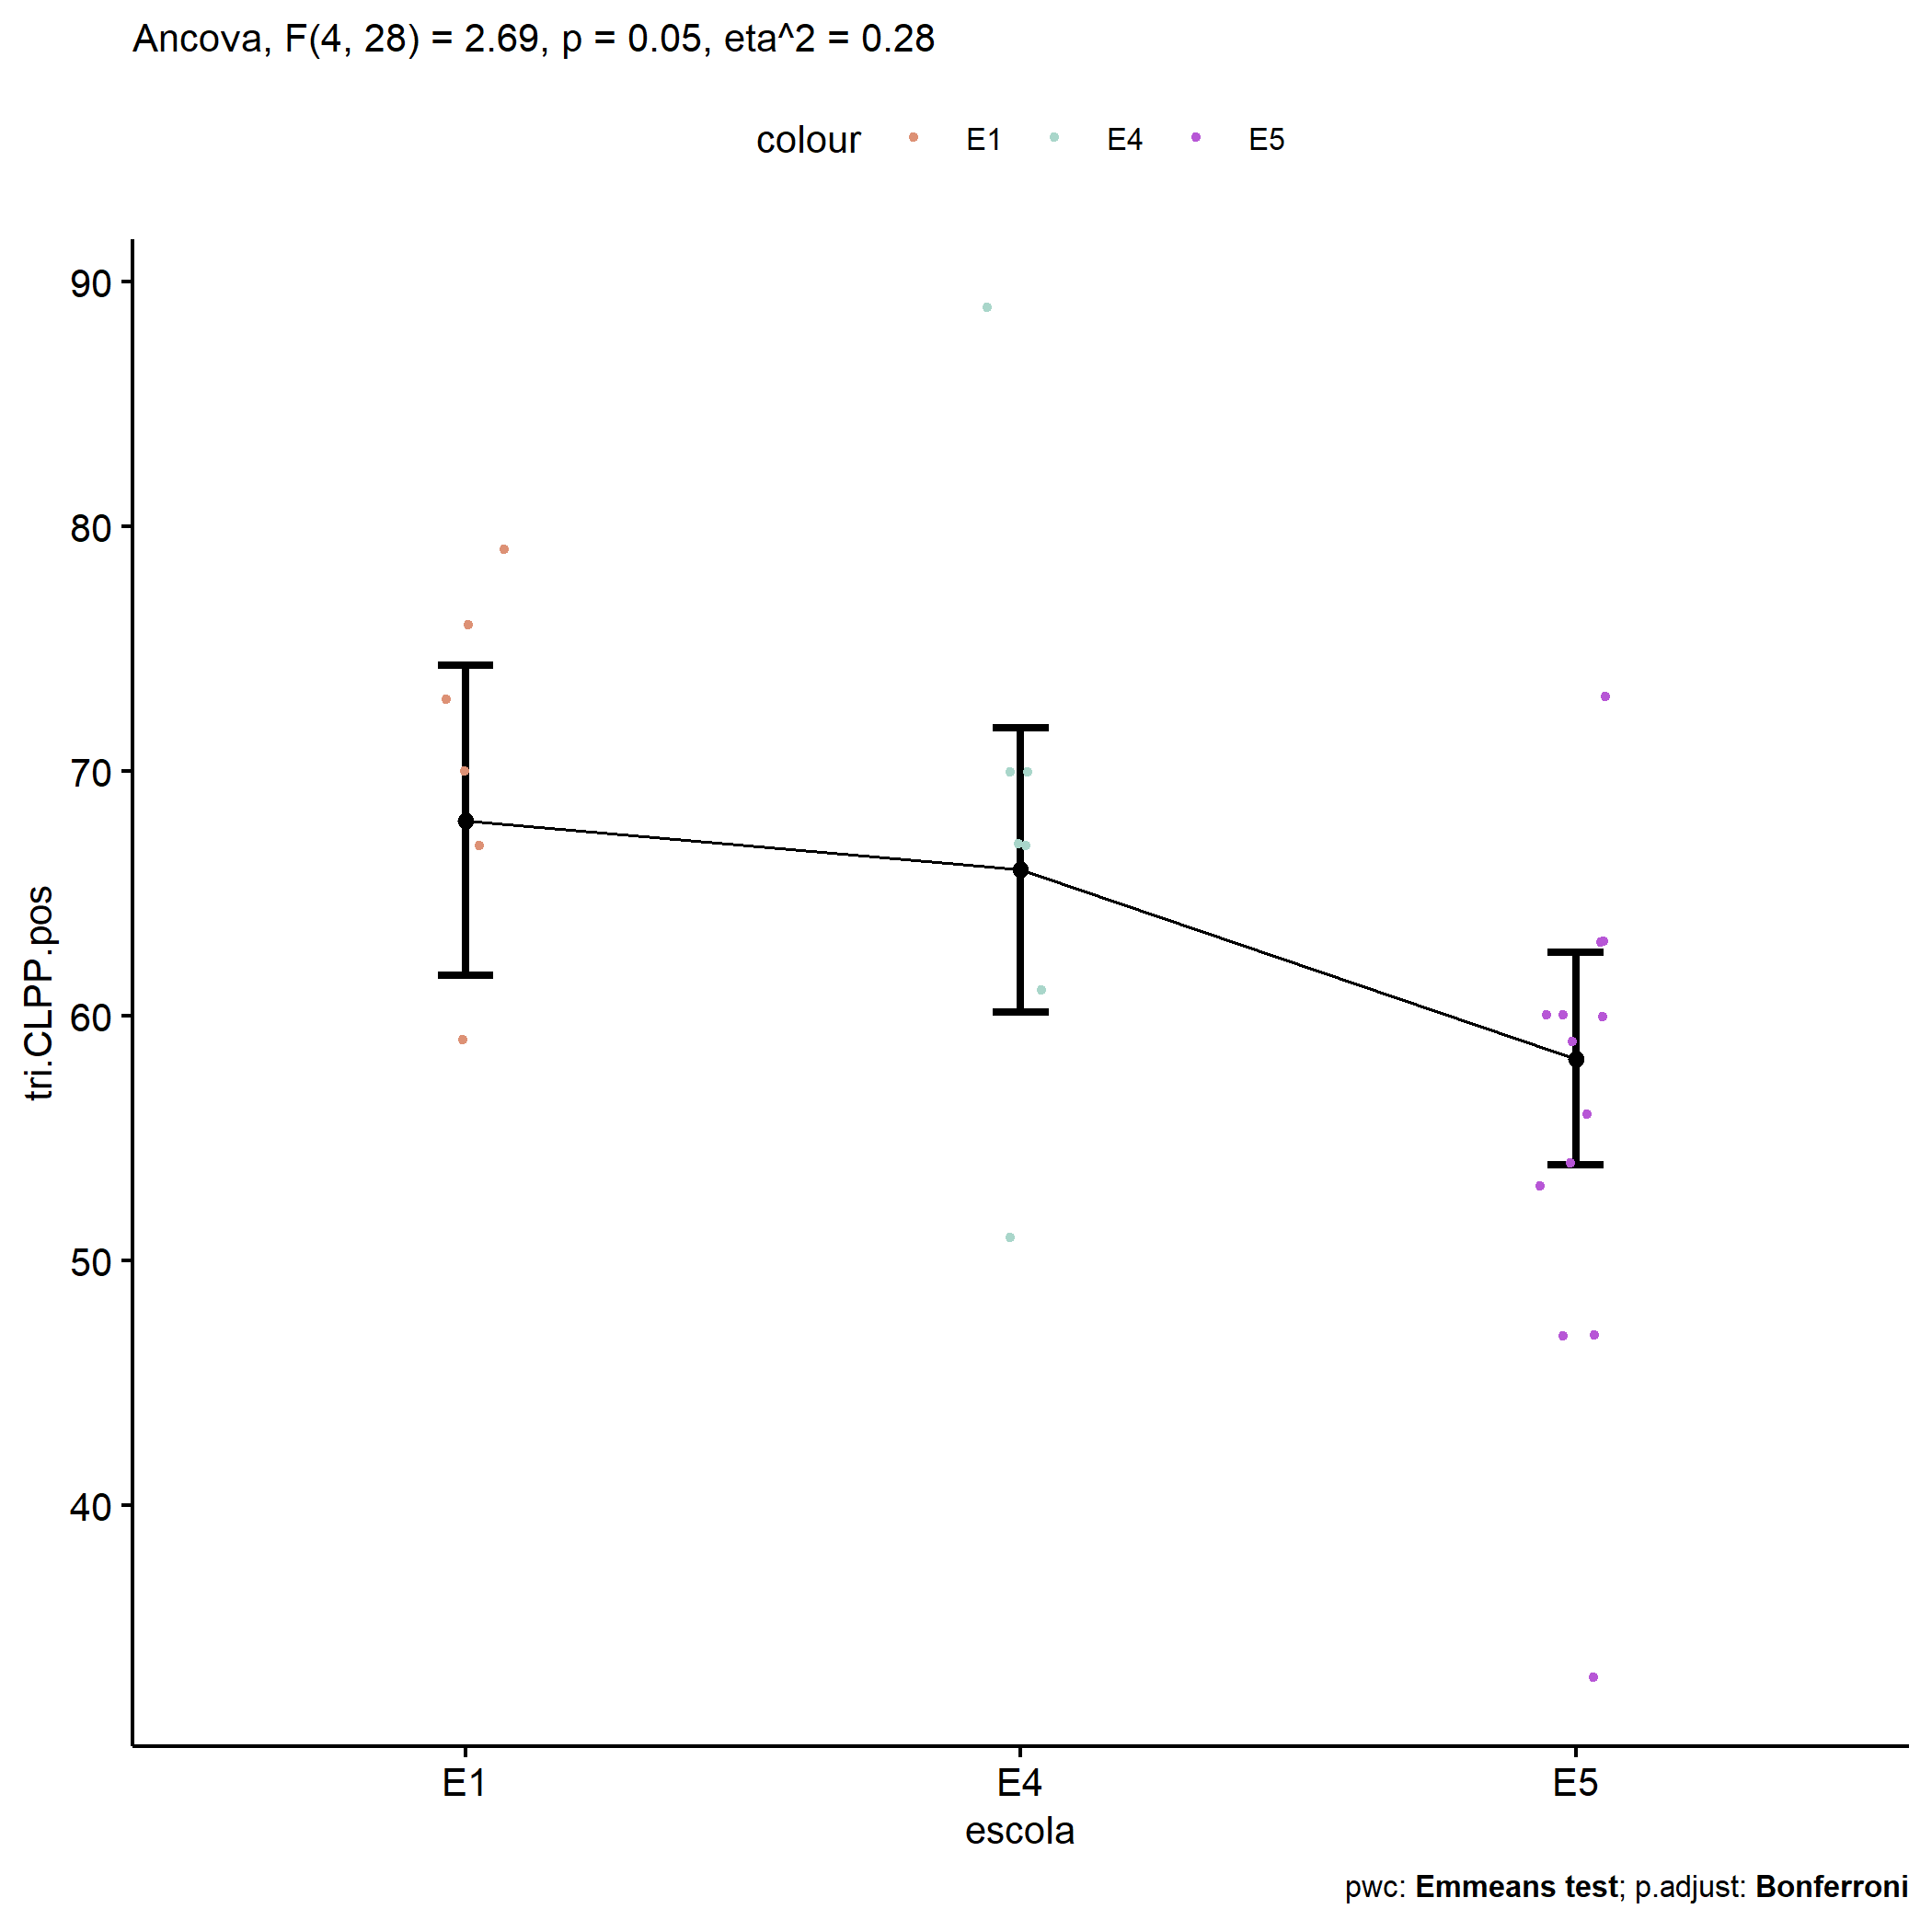 Ancova, F(4, 28) = 2.69, p = 0.05, eta^2 = 0.28
colour E1 E4 E5
90
80
70
60
50
40
tri.CLPP.pos
E1 E4 E5
escola
pwc: Emmeans test; p.adjust: Bonferroni